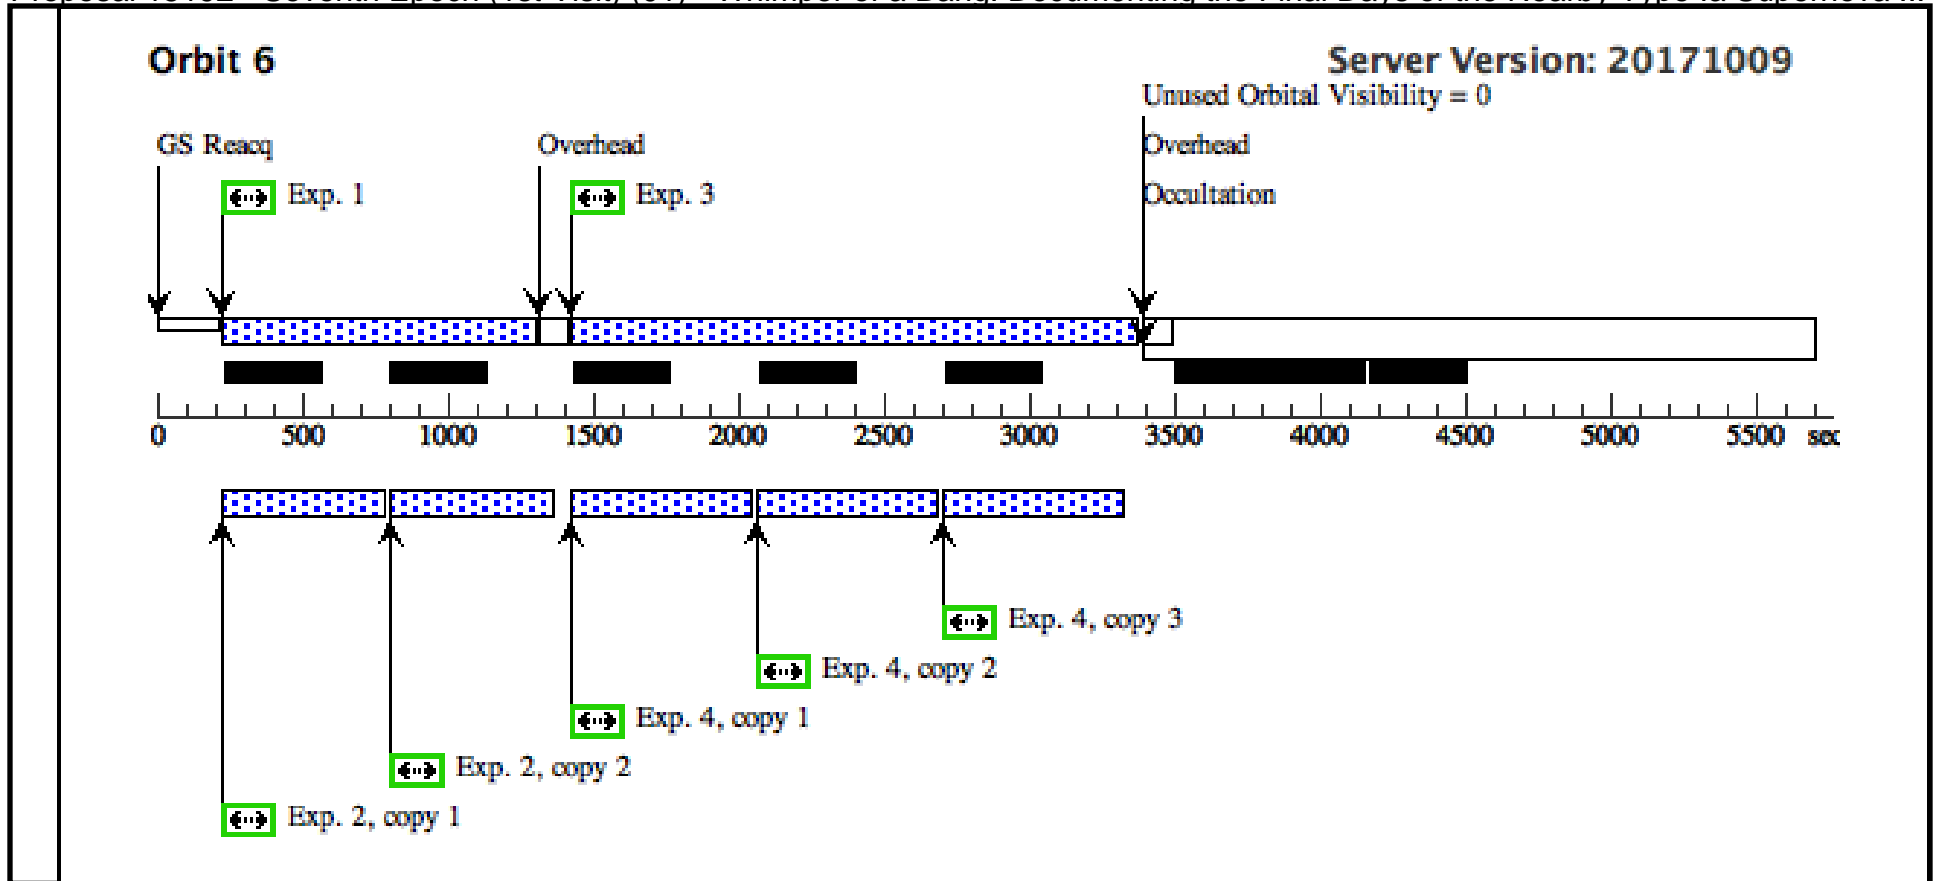 Orbit 6
Server Version: 20171009
Unused Orbital Visibility = 0
GS Reacq
Overhead
Overhead
Exp. 1
Exp. 3
Occultation
0 500 1000 1500 2000 2500 3000 3500 4000 4500 5000 5500 sec
Exp. 4, copy 3
Exp. 4, copy 2
Exp. 4, copy 1
Exp. 2, copy 2
Exp. 2, copy 1